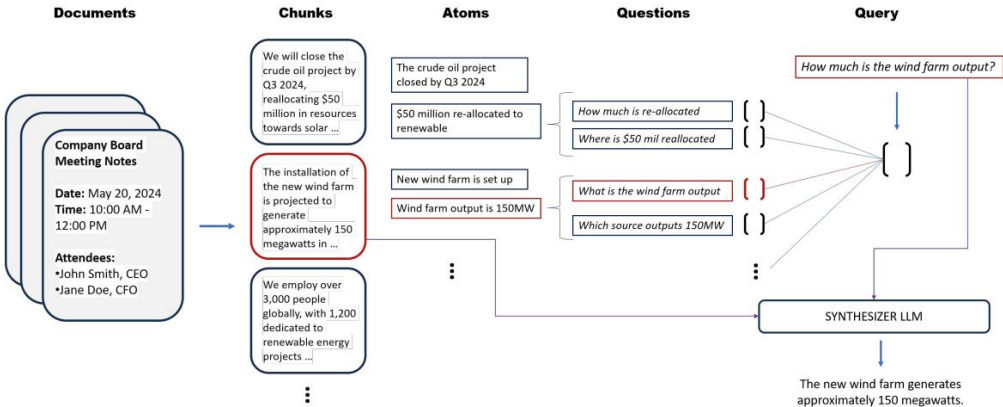 Documents
Chunks
Atoms
Questions
Query
Company Board
Meeting Notes
Date: May 20, 2024
Time: 10:00 AM -
12:00 PM
Attendees:
•John Smith, CEO
•Jane Doe, CFO
We will close the
crude oil project by
Q3 2024,
reallocating $50
million in resources
towards solar ...
The installation of
the new wind farm
is projected to
generate
approximately 150
megawatts in ...
We employ over
3,000 people
globally, with 1,200
dedicated to
renewable energy
projects ...
The crude oil project
closed by Q3 2024
$50 million re-allocated to
renewable
New wind farm is set up
Wind farm output is 150MW
How much is re-allocated
Where is $50 mil reallocated
What is the wind farm output
Which source outputs 150MW
How much is the wind farm output?
SYNTHESIZER LLM
The new wind farm generates
approximately 150 megawatts.